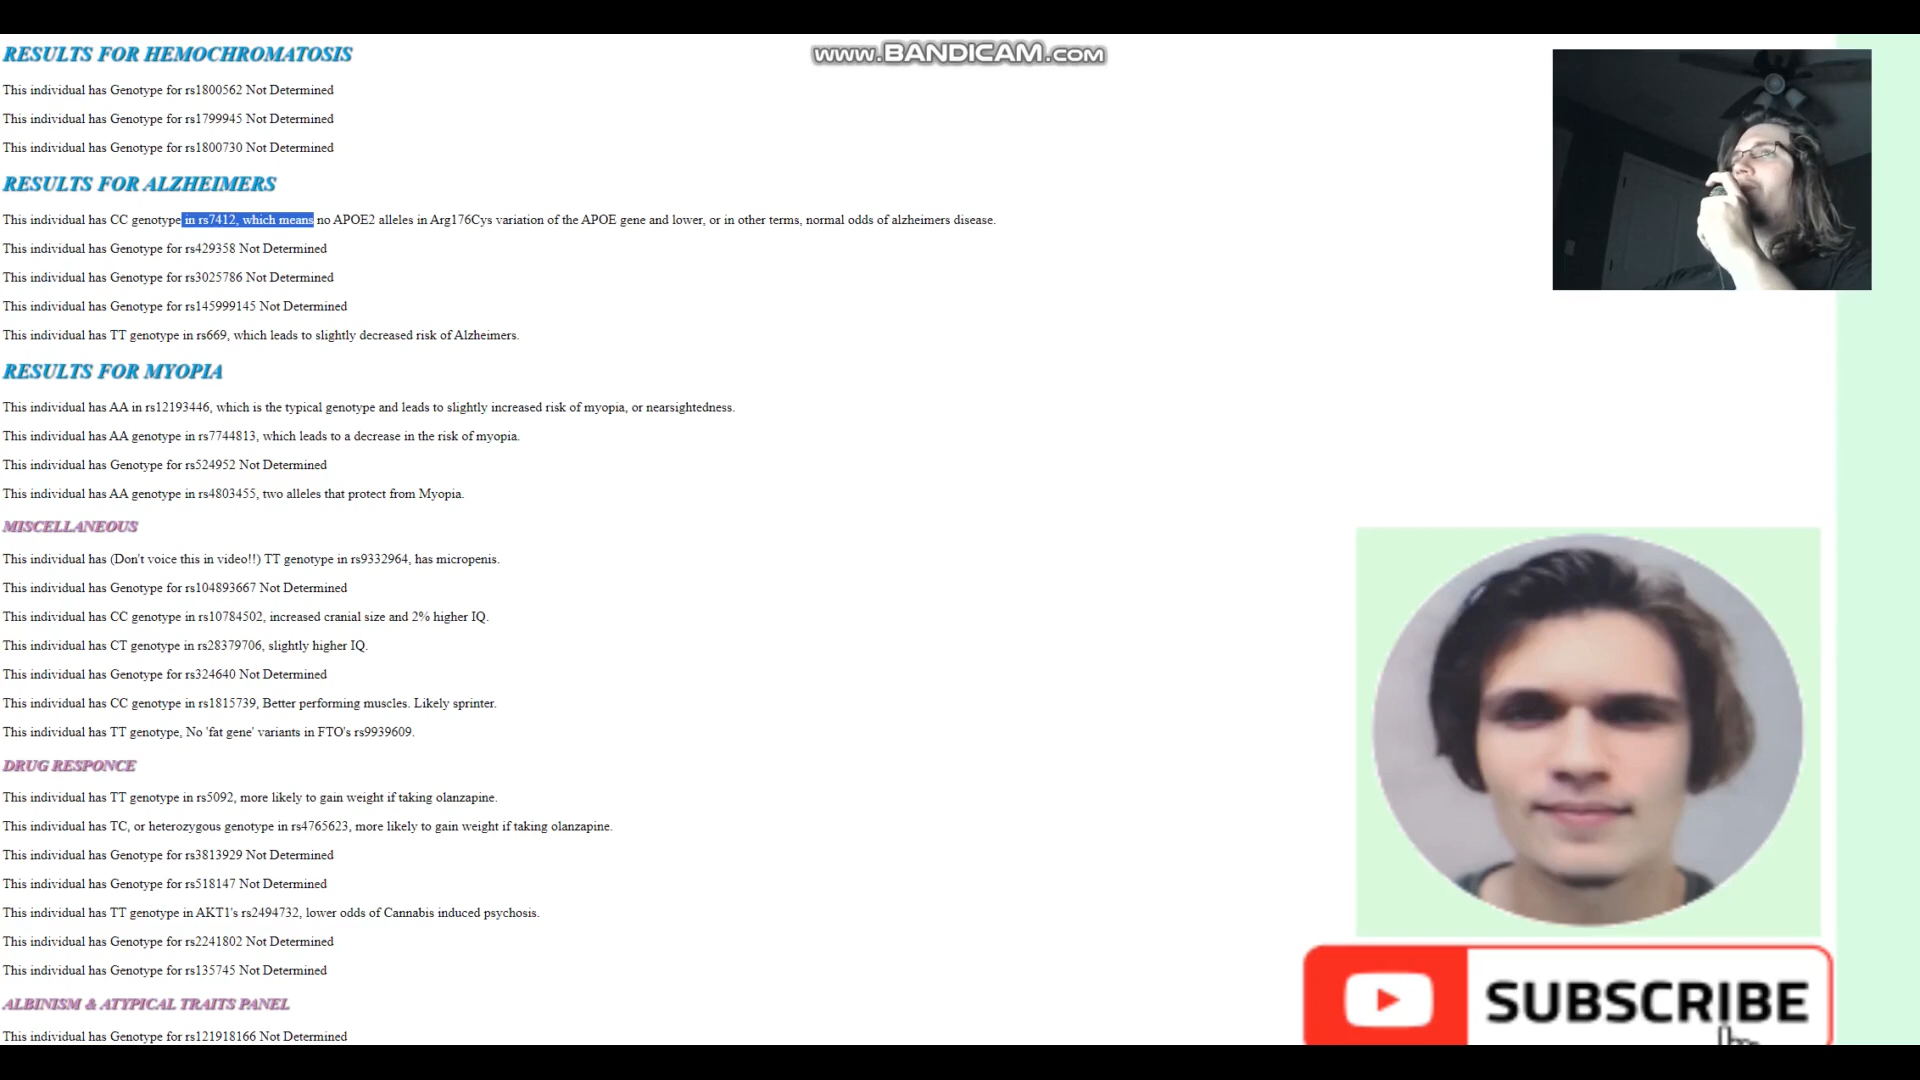 www.BANDICAM.com
RESULTS FOR HEMOCHROMATOSIS
This individual has Genotype for rs1800562 Not Determined
This individual has Genotype for rs1799945 Not Determined
This individual has Genotype for rs1800730 Not Determined
RESULTS FOR ALZHEIMERS
This individual has CC genotype in rs7412, which means no APOE2 alleles in Arg176Cys variation of the APOE gene and lower, or in other terms, normal odds of alzheimers disease.
This individual has Genotype for rs429358 Not Determined
This individual has Genotype for rs3025786 Not Determined
This individual has Genotype for rs145999145 Not Determined
This individual has TT genotype in rs669, which leads to slightly decreased risk of Alzheimers.
RESULTS FOR MYOPIA
This individual has AA in rs12193446, which is the typical genotype and leads to slightly increased risk of myopia, or nearsightedness.
This individual has AA genotype in rs7744813, which leads to a decrease in the risk of myopia.
This individual has Genotype for rs524952 Not Determined
This individual has AA genotype in rs4803455, two alleles that protect from Myopia.
MISCELLANEOUS
This individual has (Don't voice this in video!!) TT genotype in rs9332964, has micropenis.
This individual has Genotype for rs104893667 Not Determined
This individual has CC genotype in rs10784502, increased cranial size and 2% higher IQ.
This individual has CT genotype in rs28379706, slightly higher IQ.
This individual has Genotype for rs324640 Not Determined
This individual has CC genotype in rs1815739, Better performing muscles. Likely sprinter.
This individual has TT genotype, No 'fat gene' variants in FTO's rs9939609.
DRUG RESPONCE
This individual has TT genotype in rs5092, more likely to gain weight if taking olanzapine.
This individual has TC, or heterozygous genotype in rs4765623, more likely to gain weight if taking olanzapine.
This individual has Genotype for rs3813929 Not Determined
This individual has Genotype for rs518147 Not Determined
This individual has TT genotype in AKT1's rs2494732, lower odds of Cannabis induced psychosis.
This individual has Genotype for rs2241802 Not Determined
This individual has Genotype for rs135745 Not Determined
ALBINISM & ATYPICAL TRAITS PANEL
This individual has Genotype for rs121918166 Not Determined
SUBSCRIBE